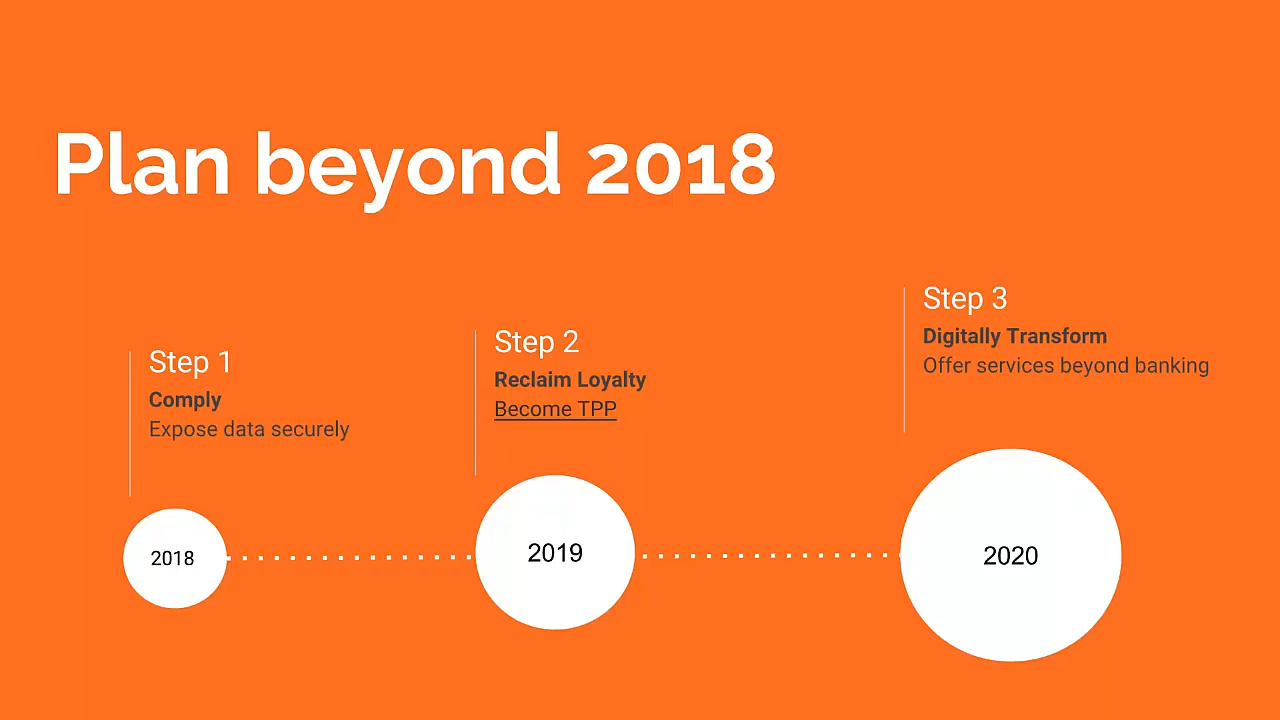 Plan beyond 2018
Step 1
Comply
Expose data securely
2018
Step 2
Reclaim Loyalty
Become TPP
2019
Step 3
Digitally Transform
Offer services beyond banking
2020